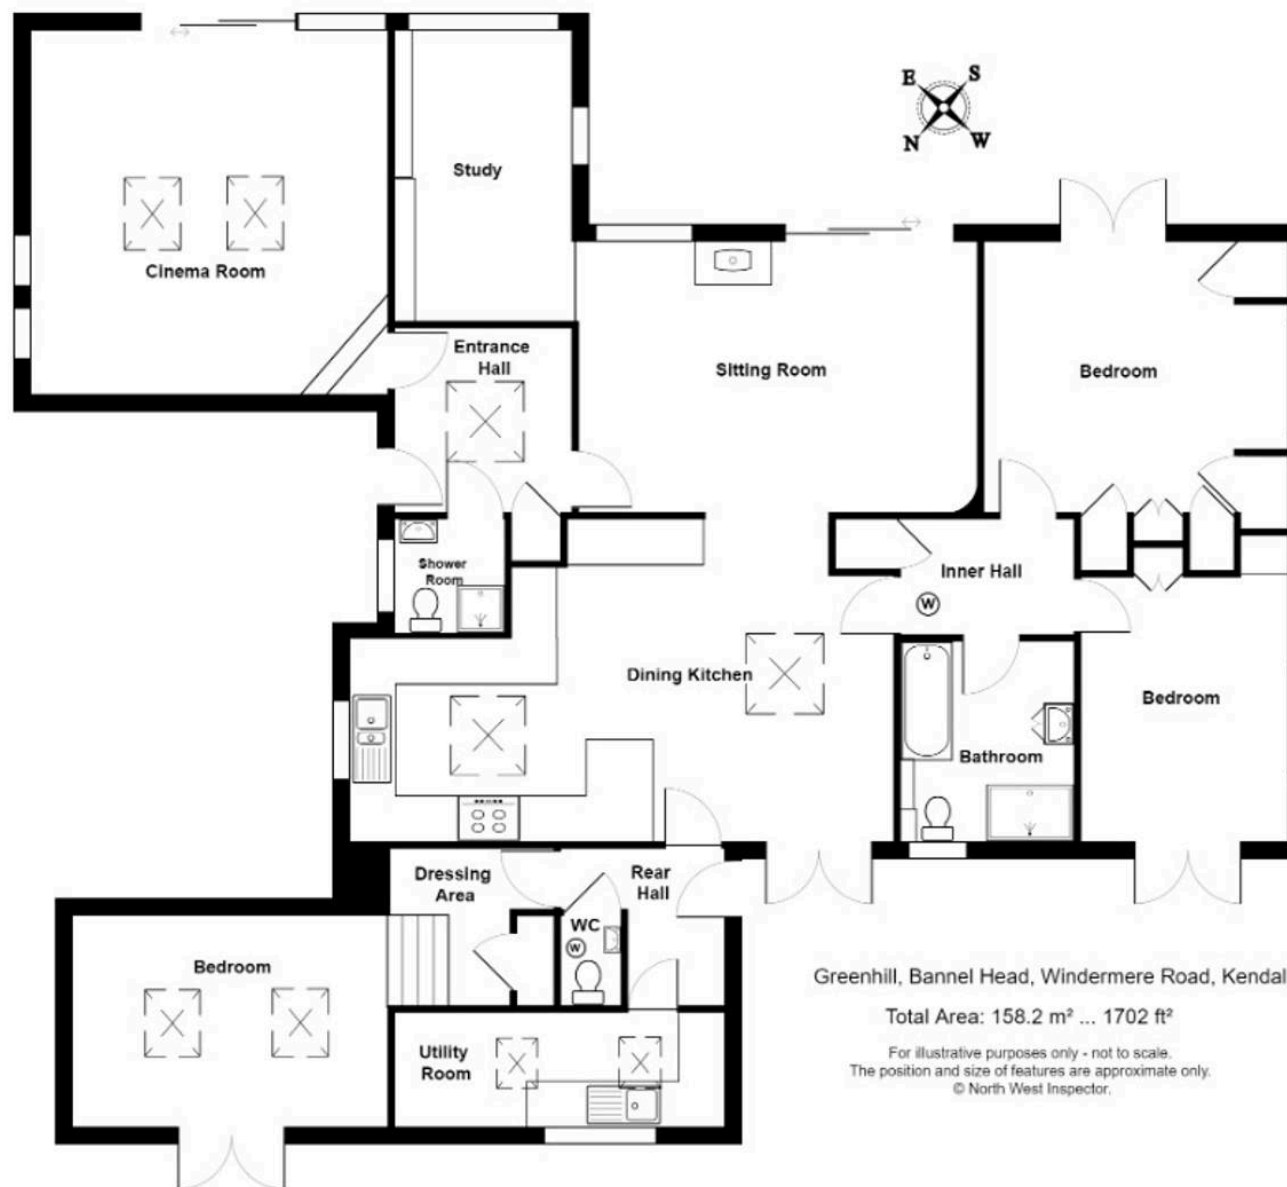 E S
N W
Study
Cinema Room
Entrance
Hall
Sitting Room
Bedroom
Shower
Room
Inner Hall
W
Dining Kitchen
Bedroom
Bathroom
Dressing
Area
Rear
Hall
WC
W
Bedroom
Utility
Room
Greenhill, Bannel Head, Windermere Road, Kendal
Total Area: 158.2 m² ... 1702 ft²
For illustrative purposes only - not to scale.
The position and size of features are approximate only.
© North West Inspector.